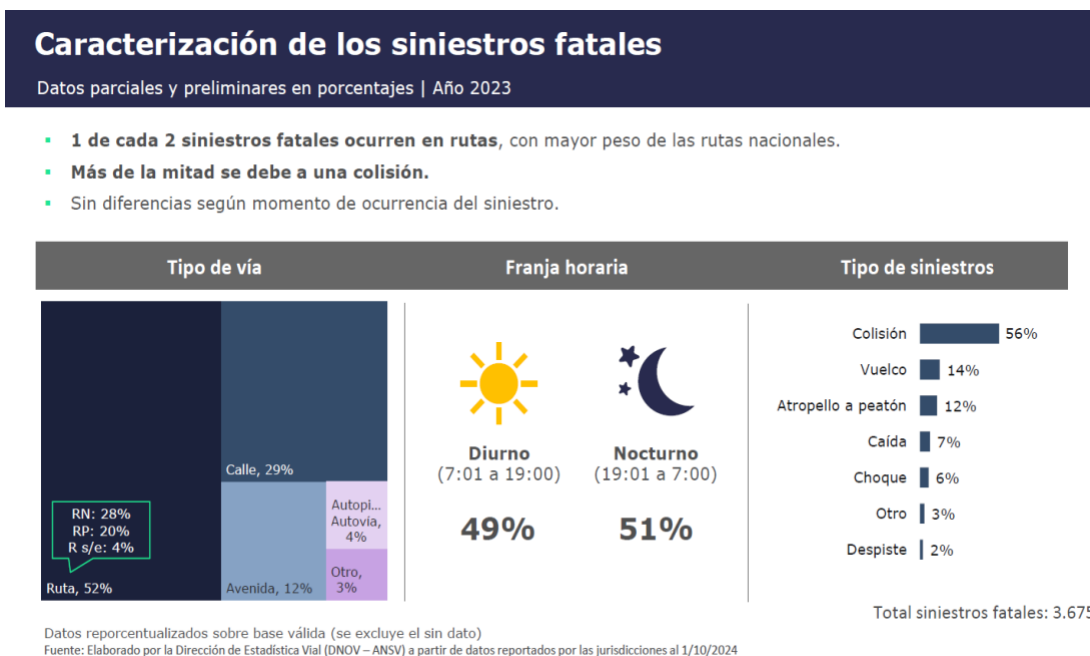 Caracterización de los siniestros fatales
Datos parciales y preliminares en porcentajes | Año 2023
▪ 1 de cada 2 siniestros fatales ocurren en rutas, con mayor peso de las rutas nacionales.
▪ Más de la mitad se debe a una colisión.
▪ Sin diferencias según momento de ocurrencia del siniestro.
Tipo de vía
RN: 28%
RP: 20%
R s/e: 4%
Ruta, 52%
Calle, 29%
Avenida, 12%
Autopi...
Autovía,
4%
Otro,
3%
Franja horaria
Diurno
(7:01 a 19:00)
49%
Nocturno
(19:01 a 7:00)
51%
Tipo de siniestros
Colisión 56%
Vuelco 14%
Atropello a peatón 12%
Caída 7%
Choque 6%
Otro 3%
Despiste 2%
Total siniestros fatales: 3.675
Datos reporcentualizados sobre base válida (se excluye el sin dato)
Fuente: Elaborado por la Dirección de Estadística Vial (DNOV – ANSV) a partir de datos reportados por las jurisdicciones al 1/10/2024